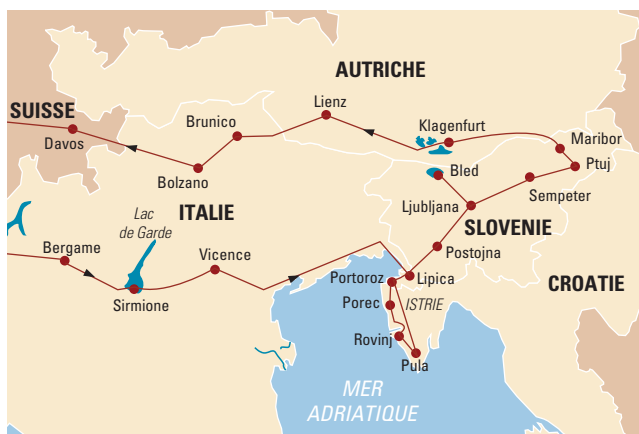 AUTRICHE
Lienz
SUISSE
Brunico
Klagenfurt
Maribor
Davos
Ptuj
Bled
Bolzano
Sempeter
Lac
de Garde
ITALIE
Ljubljana
SLOVENIE
Bergame
Vicence
Postojna
Portoroz
Lipica
CROATIE
Sirmione
Porec
ISTRIE
Rovinj
Pula
MER
ADRIATIQUE